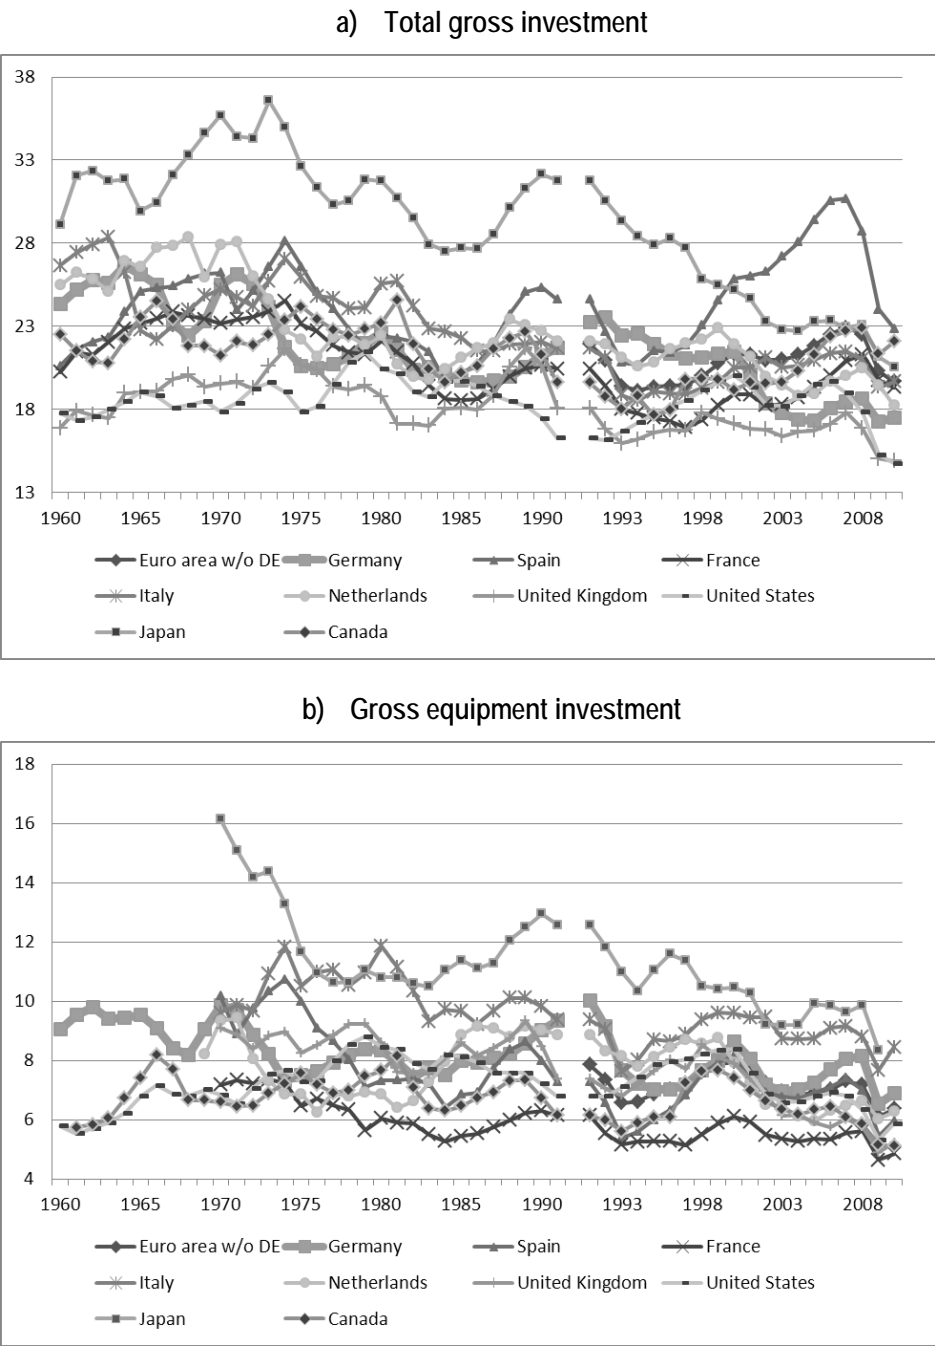 a) Total gross investment
38
33
28
23
18
13
1960 1965 1970 1975 1980 1985 1990 1993 1998 2003 2008
Euro area w/o DE Germany Spain France
Italy Netherlands United Kingdom United States
Japan Canada
b) Gross equipment investment
18
16
14
12
10
8
6
4
1960 1965 1970 1975 1980 1985 1990 1993 1998 2003 2008
Euro area w/o DE Germany Spain France
Italy Netherlands United Kingdom United States
Japan Canada